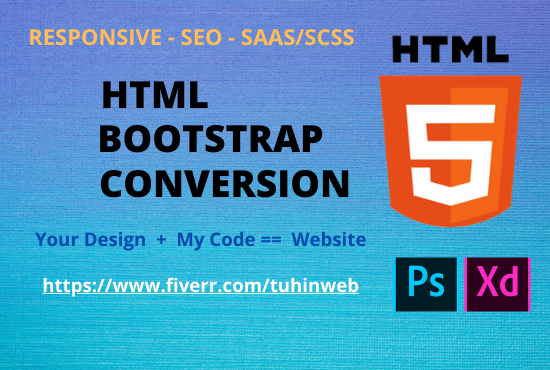 RESPONSIVE - SEO - SAAS/SCSS
HTML
HTML
BOOTSTRAP
CONVERSION
5
Your Design + My Code == Website
https://www.fiverr.com/tuhinweb
Ps Xd